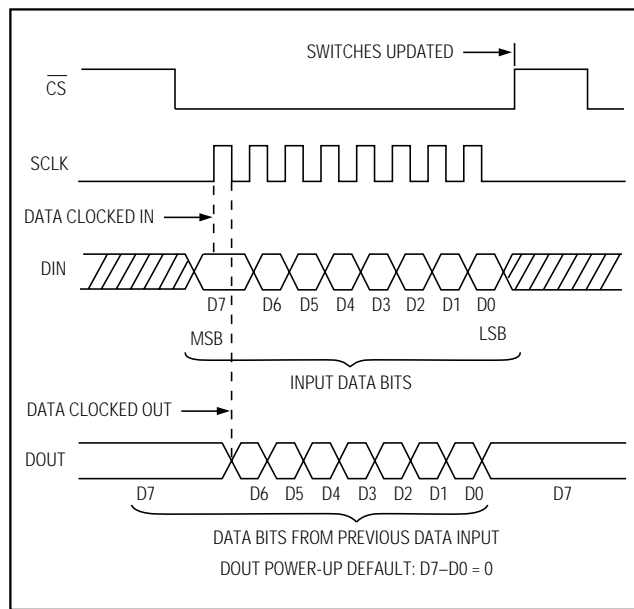 SWITCHES UPDATED
CS
SCLK
DATA CLOCKED IN
DIN
D7 D6 D5 D4 D3 D2 D1 D0
MSB LSB
INPUT DATA BITS
DATA CLOCKED OUT
DOUT
D7 D6 D5 D4 D3 D2 D1 D0 D7
DATA BITS FROM PREVIOUS DATA INPUT
DOUT POWER-UP DEFAULT: D7–D0 = 0